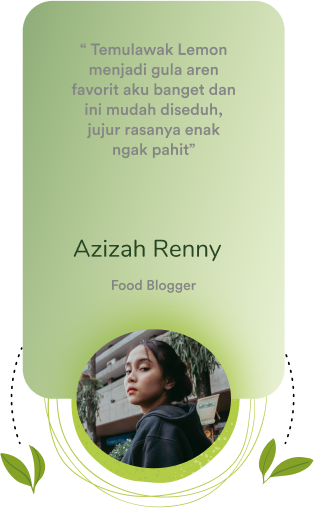 “ Temulawak Lemon
menjadi gula aren
favorit aku banget dan
ini mudah diseduh,
jujur rasanya enak
ngak pahit”
Azizah Renny
Food Blogger